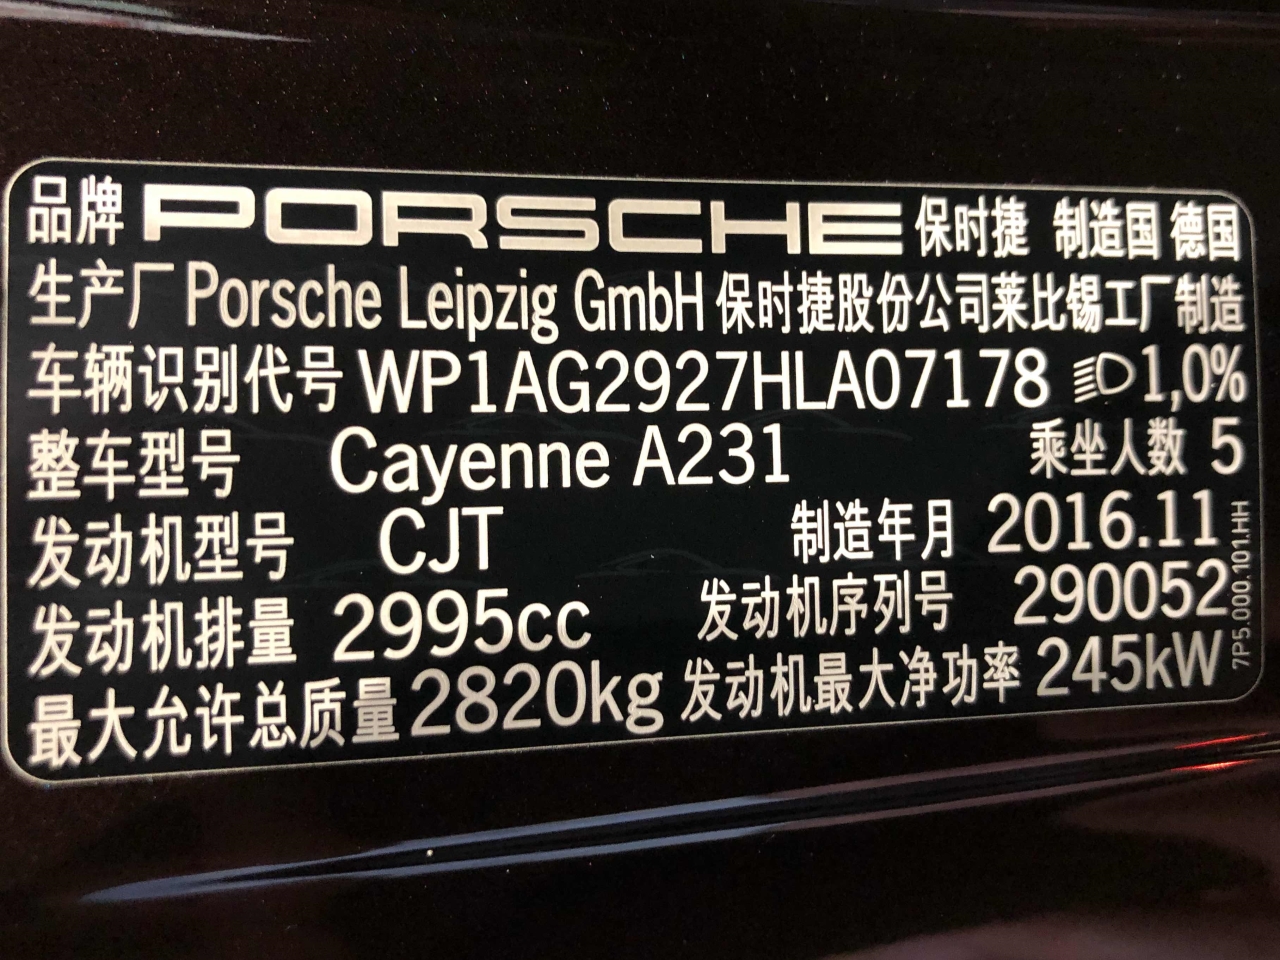 品牌 PORSCHE 保时捷 制造国 德国
生产厂 Porsche Leipzig GmbH 保时捷股份公司莱比锡工厂制造
车辆识别代号 WP1AG2927HLA07178 1,0%
整车型号 Cayenne A231 乘坐人数 5
发动机型号 CJT 制造年月 2016.11
发动机排量 2995cc 发动机序列号 290052
最大允许总质量 2820kg 发动机最大净功率 245kW
7P5.000.101.HH